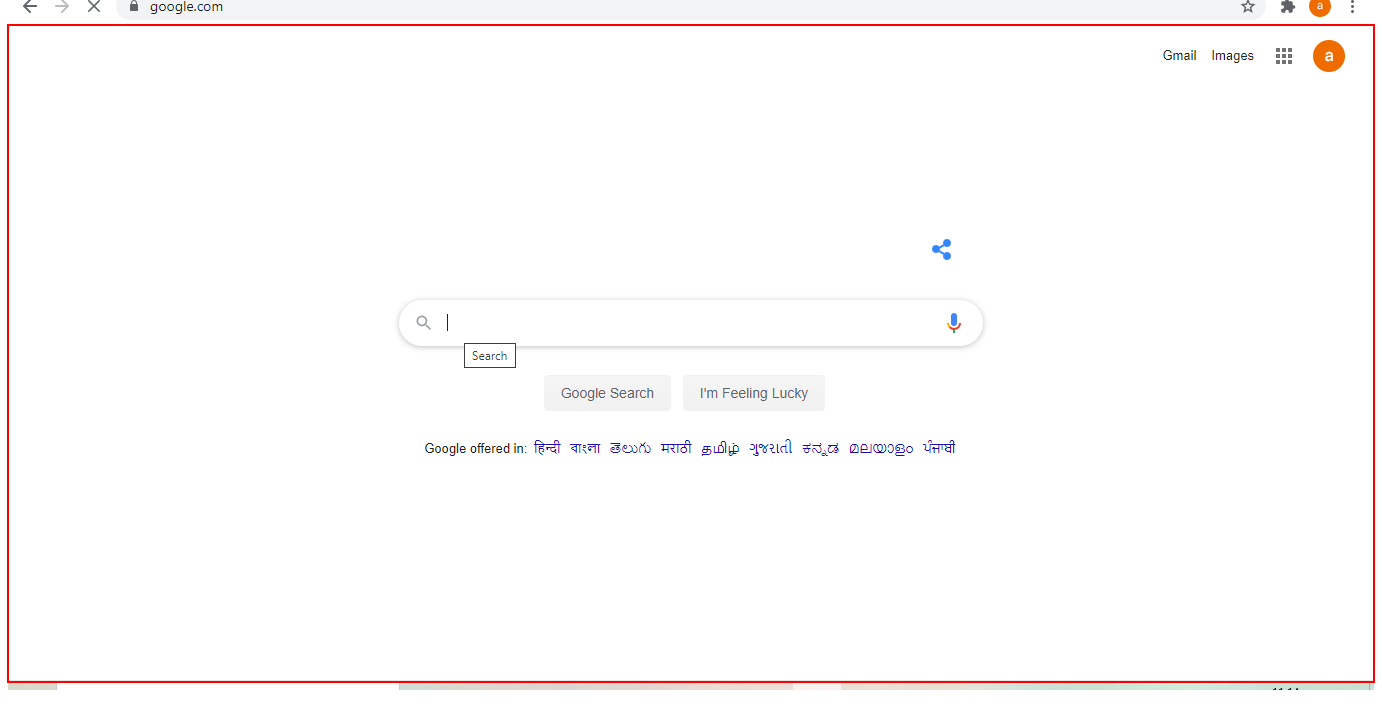 google.com
a
Gmail Images
a
Search
Google Search I'm Feeling Lucky
Google offered in: हिन्दी বাংলা తెలుగు मराठी தமிழ் ગુજરાતી ಕನ್ನಡ മലയാളം ਪੰਜਾਬੀ